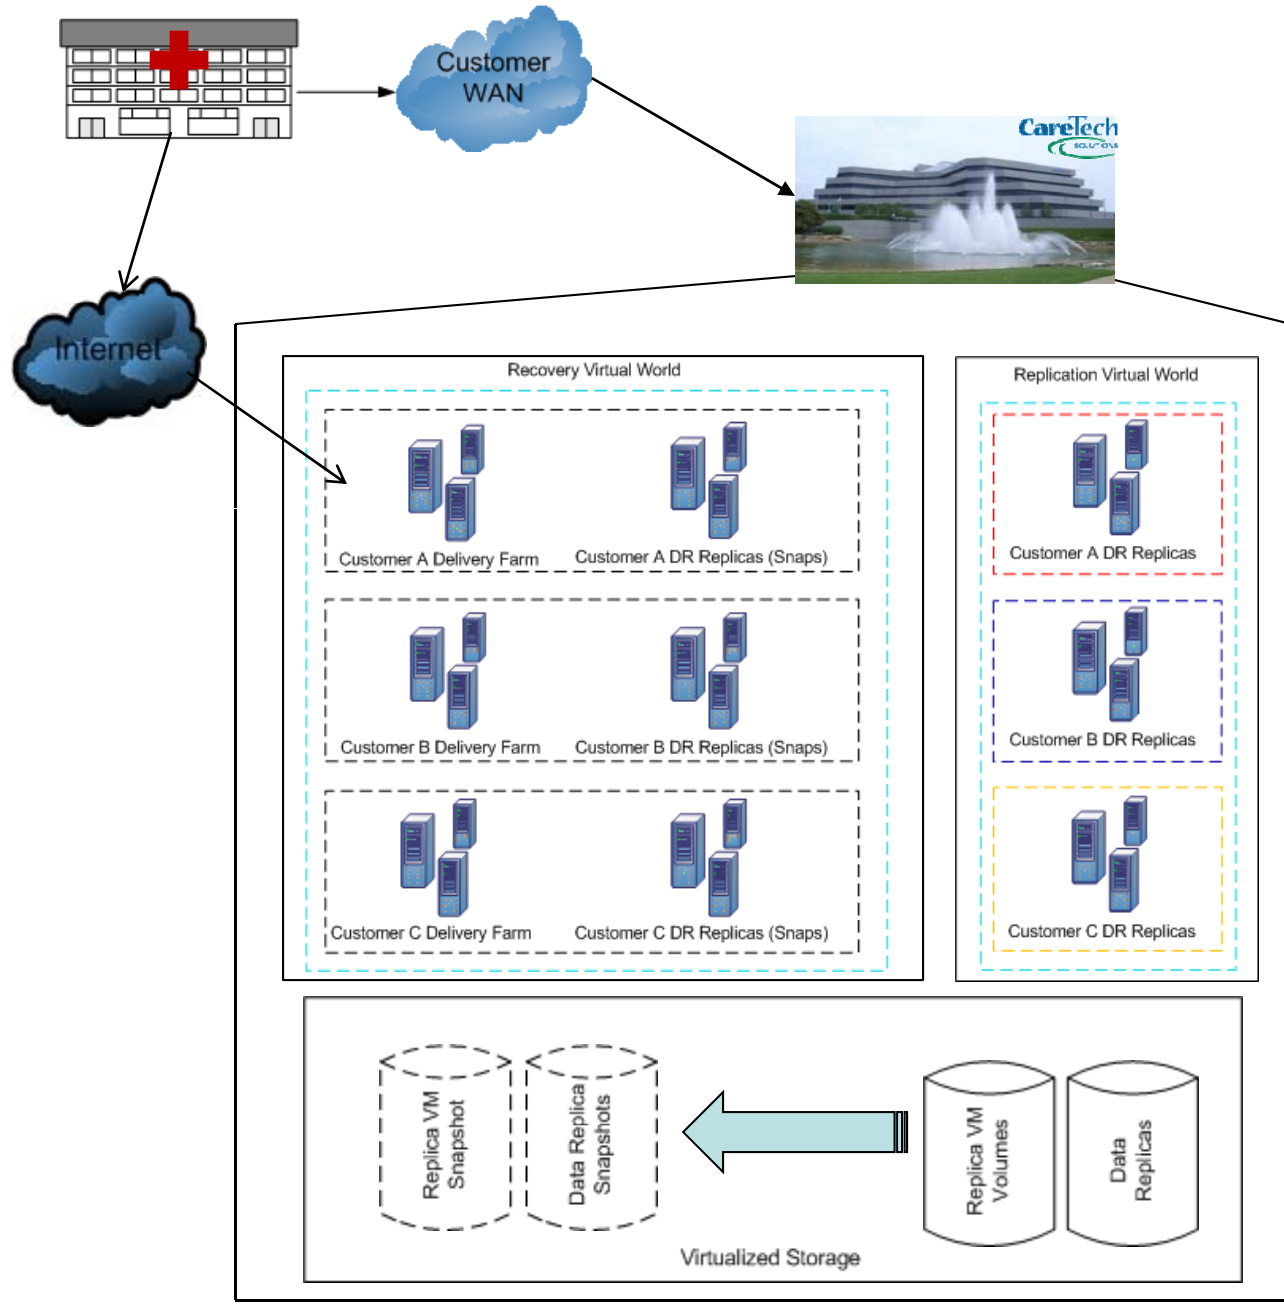 Customer
WAN
CareTech
SOLUTIONS
Internet
Recovery Virtual World
Customer A Delivery Farm
Customer A DR Replicas (Snaps)
Customer B Delivery Farm
Customer B DR Replicas (Snaps)
Customer C Delivery Farm
Customer C DR Replicas (Snaps)
Replication Virtual World
Customer A DR Replicas
Customer B DR Replicas
Customer C DR Replicas
Replica VM
Snapshot
Data Replica
Snapshots
Replica VM
Volumes
Data
Replicas
Virtualized Storage